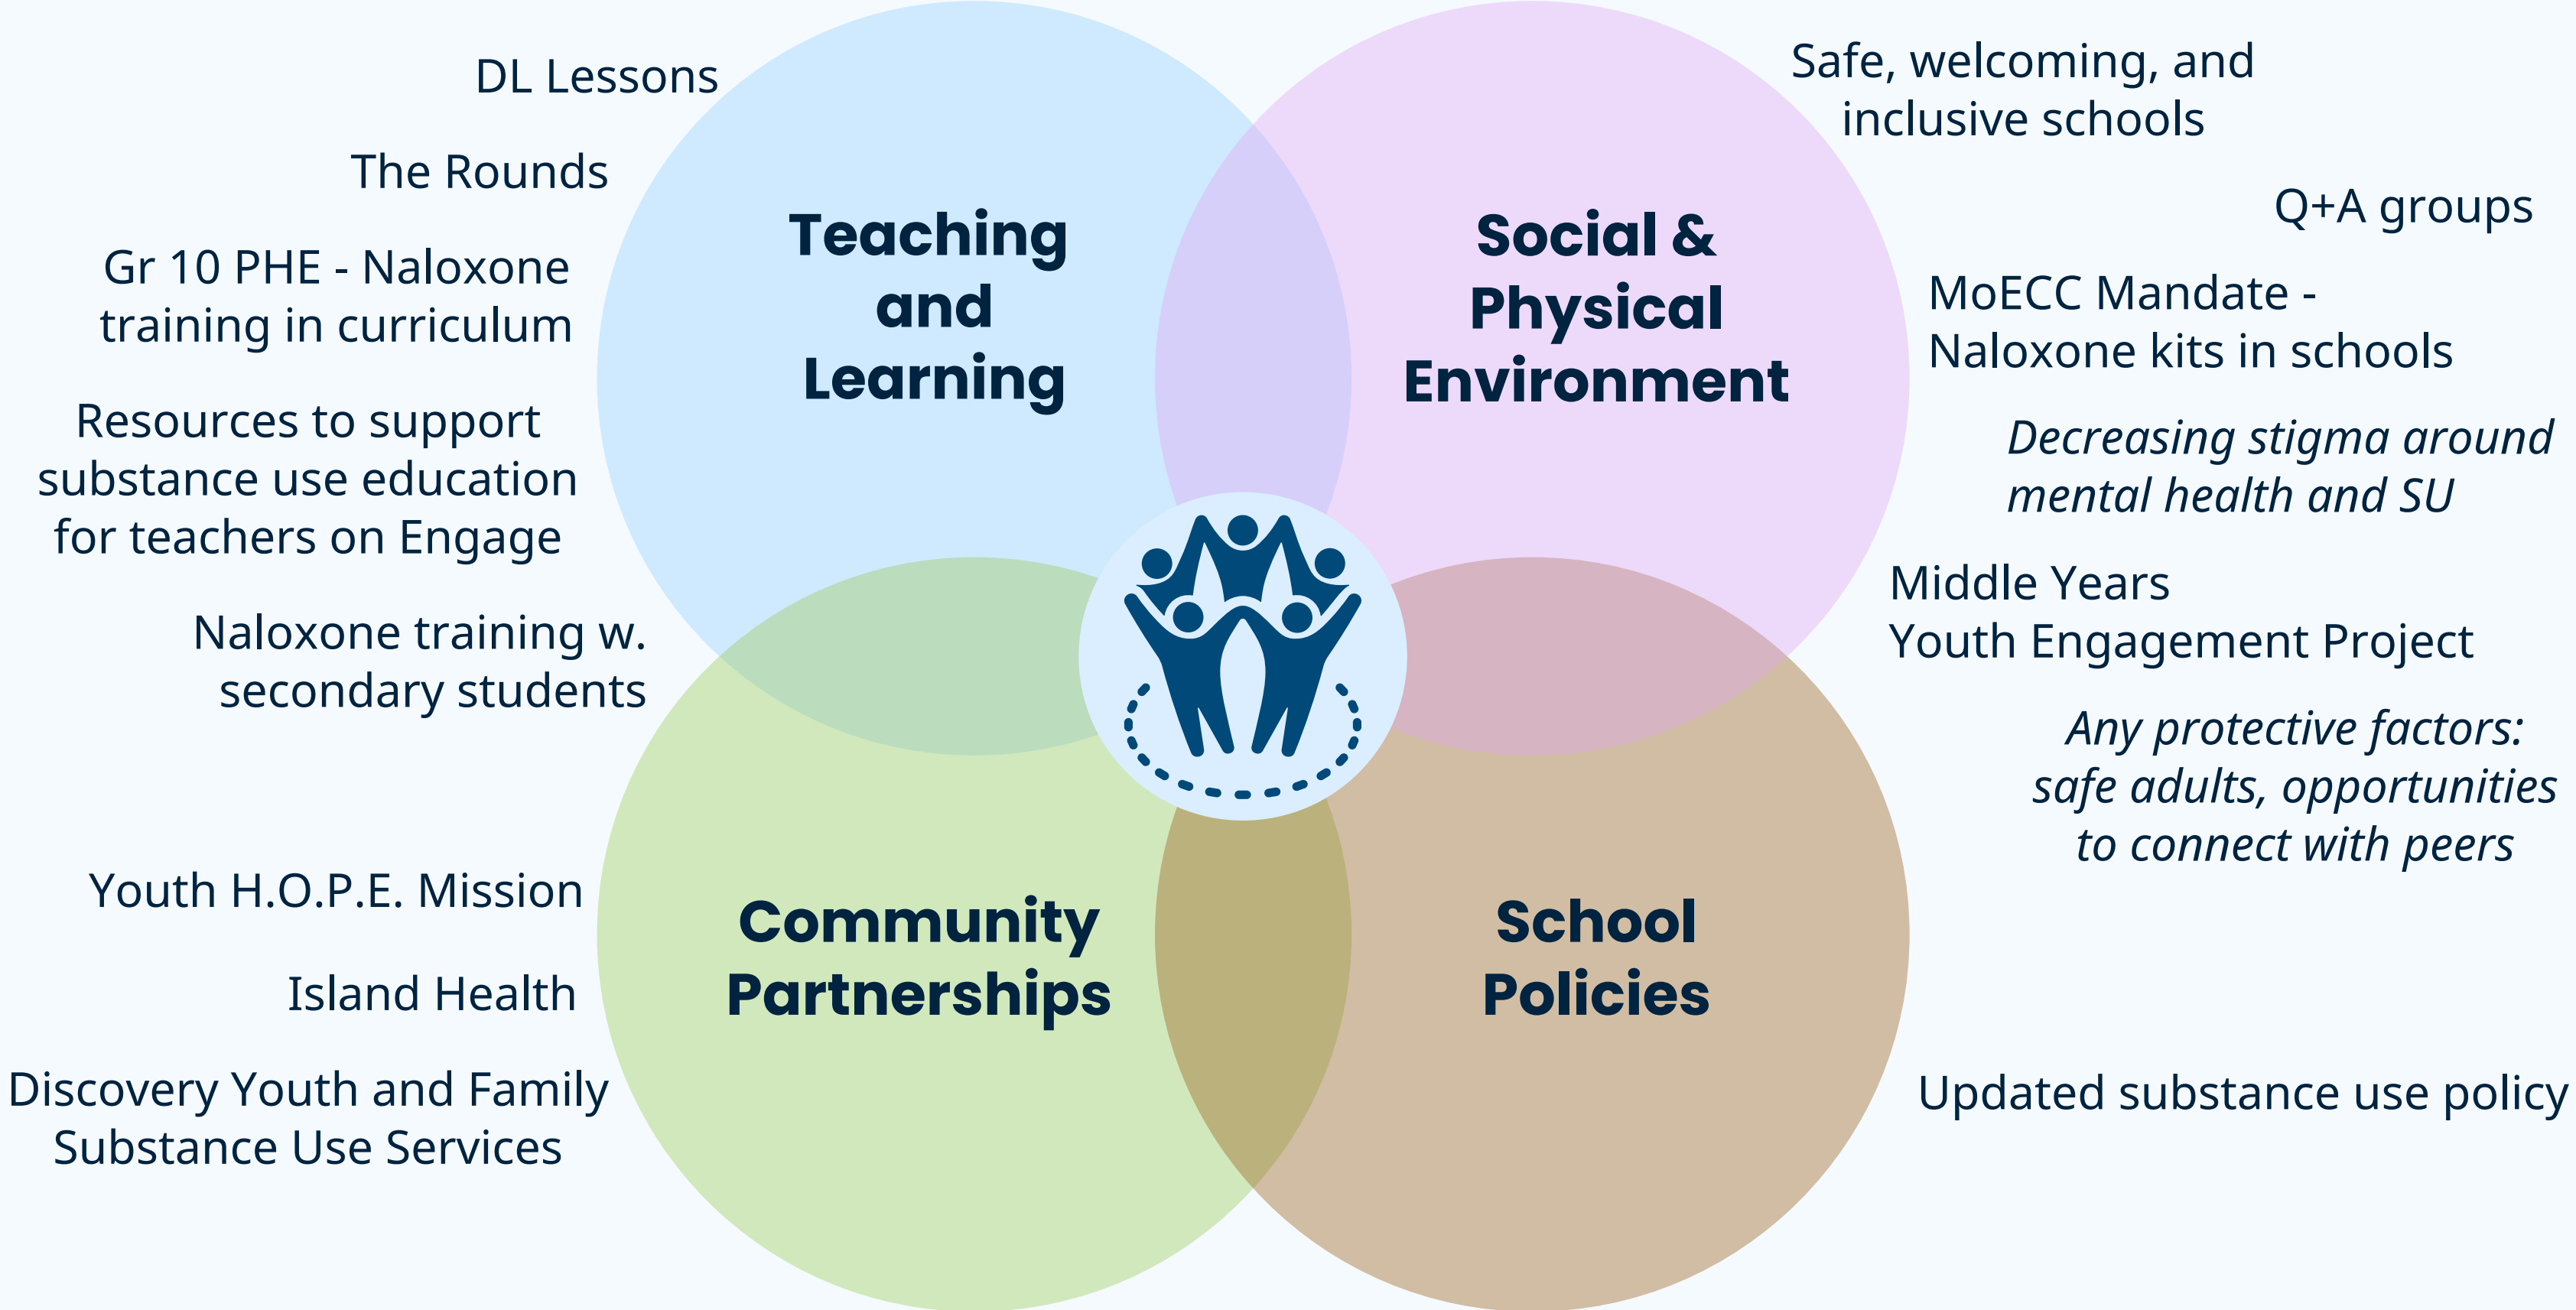 DL Lessons
The Rounds
Gr 10 PHE - Naloxone
training in curriculum
Resources to support
substance use education
for teachers on Engage
Naloxone training w.
secondary students
Teaching
and
Learning
Social &
Physical
Environment
Safe, welcoming, and
inclusive schools
Q+A groups
MoECC Mandate -
Naloxone kits in schools
Decreasing stigma around
mental health and SU
Middle Years
Youth Engagement Project
Any protective factors:
safe adults, opportunities
to connect with peers
Youth H.O.P.E. Mission
Island Health
Discovery Youth and Family
Substance Use Services
Community
Partnerships
School
Policies
Updated substance use policy